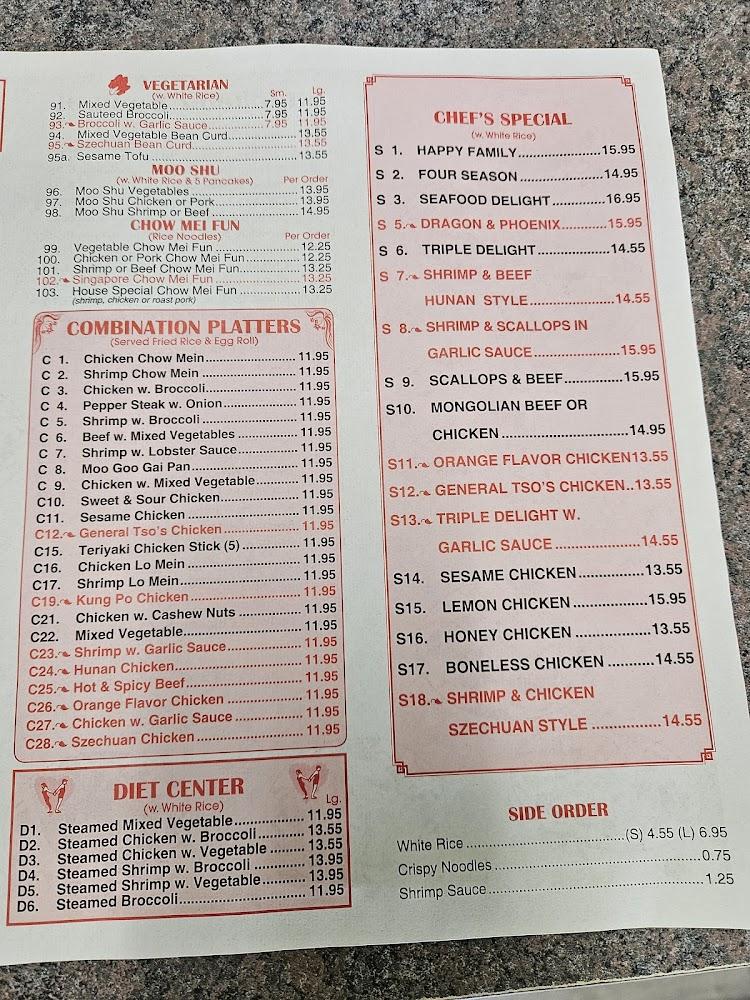 VEGETARIAN
(w. White Rice)
Sm. Lg.
91. Mixed Vegetable 7.95 11.95
92. Sauteed Broccoli 7.95 11.95
93. Broccoli w. Garlic Sauce 7.95 11.95
94. Mixed Vegetable Bean Curd 13.55
95. Szechuan Bean Curd 13.55
95a. Sesame Tofu 13.55
MOO SHU
(w. White Rice & 5 Pancakes) Per Order
96. Moo Shu Vegetables 13.95
97. Moo Shu Chicken or Pork 13.95
98. Moo Shu Shrimp or Beef 14.95
CHOW MEI FUN
(Rice Noodles) Per Order
99. Vegetable Chow Mei Fun 12.25
100. Chicken or Pork Chow Mei Fun 12.25
101. Shrimp or Beef Chow Mei Fun 13.25
102. Singapore Chow Mei Fun 13.25
103. House Special Chow Mei Fun 13.25
(shrimp, chicken or roast pork)
COMBINATION PLATTERS
(Served Fried Rice & Egg Roll)
C 1. Chicken Chow Mein 11.95
C 2. Shrimp Chow Mein 11.95
C 3. Chicken w. Broccoli 11.95
C 4. Pepper Steak w. Onion 11.95
C 5. Shrimp w. Broccoli 11.95
C 6. Beef w. Mixed Vegetables 11.95
C 7. Shrimp w. Lobster Sauce 11.95
C 8. Moo Goo Gai Pan 11.95
C 9. Chicken w. Mixed Vegetable 11.95
C10. Sweet & Sour Chicken 11.95
C11. Sesame Chicken 11.95
C12. General Tso's Chicken 11.95
C15. Teriyaki Chicken Stick (5) 11.95
C16. Chicken Lo Mein 11.95
C17. Shrimp Lo Mein 11.95
C19. Kung Po Chicken 11.95
C21. Chicken w. Cashew Nuts 11.95
C22. Mixed Vegetable 11.95
C23. Shrimp w. Garlic Sauce 11.95
C24. Hunan Chicken 11.95
C25. Hot & Spicy Beef 11.95
C26. Orange Flavor Chicken 11.95
C27. Chicken w. Garlic Sauce 11.95
C28. Szechuan Chicken 11.95
DIET CENTER
(w. White Rice)
Lg.
D1. Steamed Mixed Vegetable 11.95
D2. Steamed Chicken w. Broccoli 13.55
D3. Steamed Chicken w. Vegetable 13.55
D4. Steamed Shrimp w. Broccoli 13.95
D5. Steamed Shrimp w. Vegetable 13.95
D6. Steamed Broccoli 11.95
CHEF'S SPECIAL
(w. White Rice)
S 1. HAPPY FAMILY 15.95
S 2. FOUR SEASON 14.95
S 3. SEAFOOD DELIGHT 16.95
S 5. DRAGON & PHOENIX 15.95
S 6. TRIPLE DELIGHT 14.55
S 7. SHRIMP & BEEF
HUNAN STYLE 14.55
S 8. SHRIMP & SCALLOPS IN
GARLIC SAUCE 15.95
S 9. SCALLOPS & BEEF 15.95
S10. MONGOLIAN BEEF OR
CHICKEN 14.95
S11. ORANGE FLAVOR CHICKEN 13.55
S12. GENERAL TSO'S CHICKEN 13.55
S13. TRIPLE DELIGHT W.
GARLIC SAUCE 14.55
S14. SESAME CHICKEN 13.55
S15. LEMON CHICKEN 15.95
S16. HONEY CHICKEN 13.55
S17. BONELESS CHICKEN 14.55
S18. SHRIMP & CHICKEN
SZECHUAN STYLE 14.55
SIDE ORDER
White Rice (S) 4.55 (L) 6.95
Crispy Noodles 0.75
Shrimp Sauce 1.25